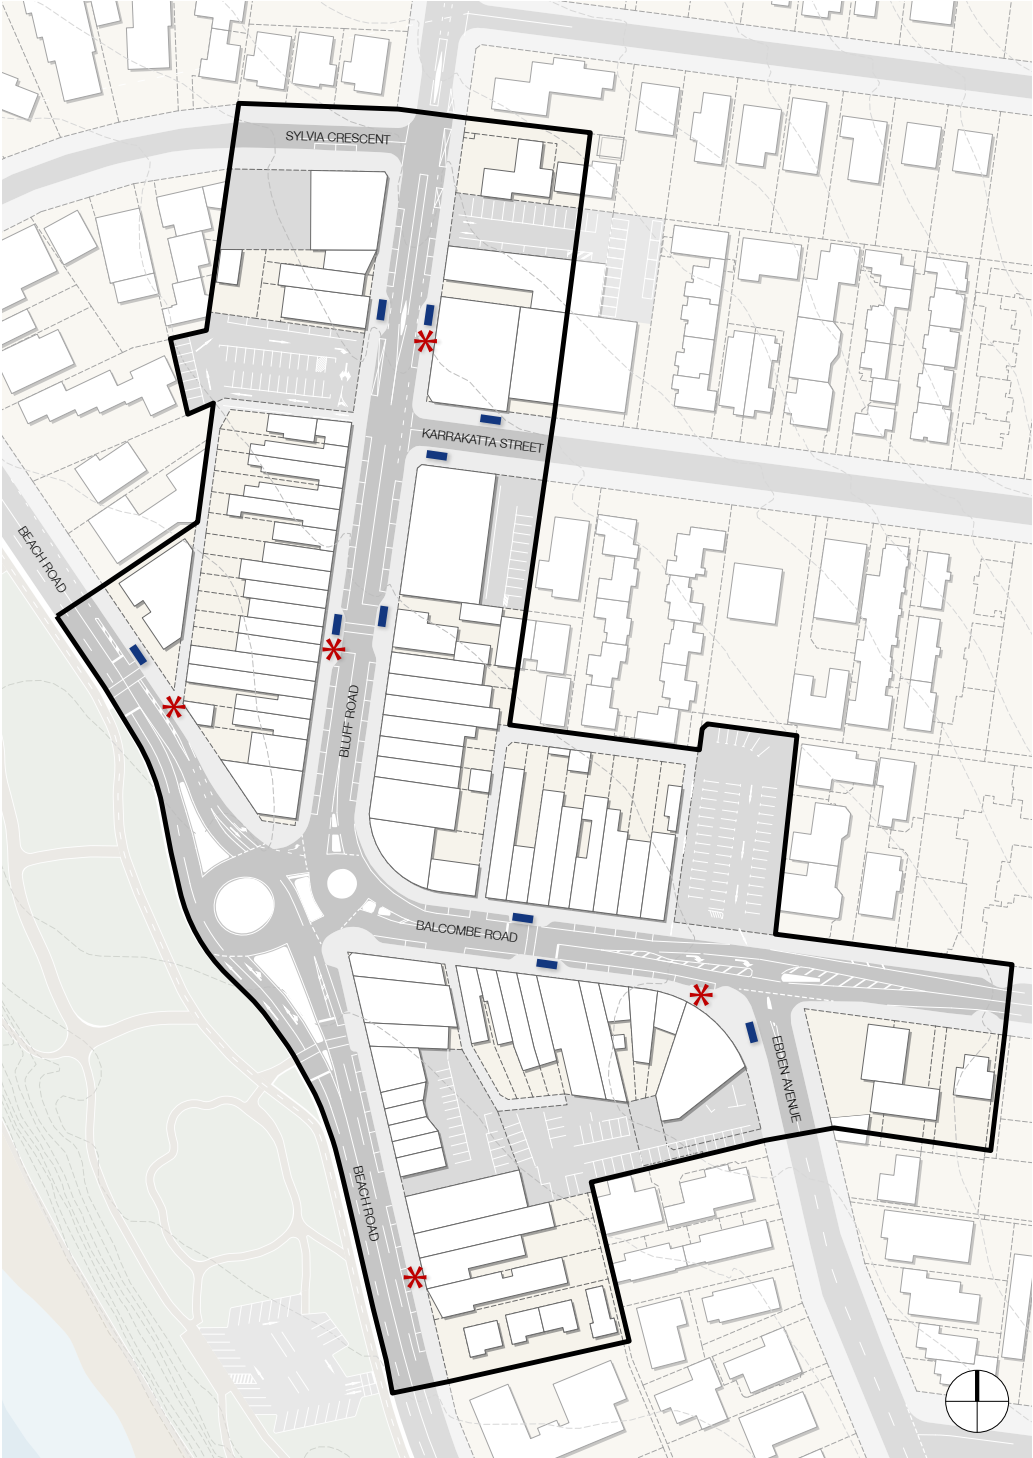 SYLVIA CRESCENT
KARRAKATTA STREET
BEACH ROAD
BLUFF ROAD
BALCOMBE ROAD
EBDEN AVENUE
BEACH ROAD